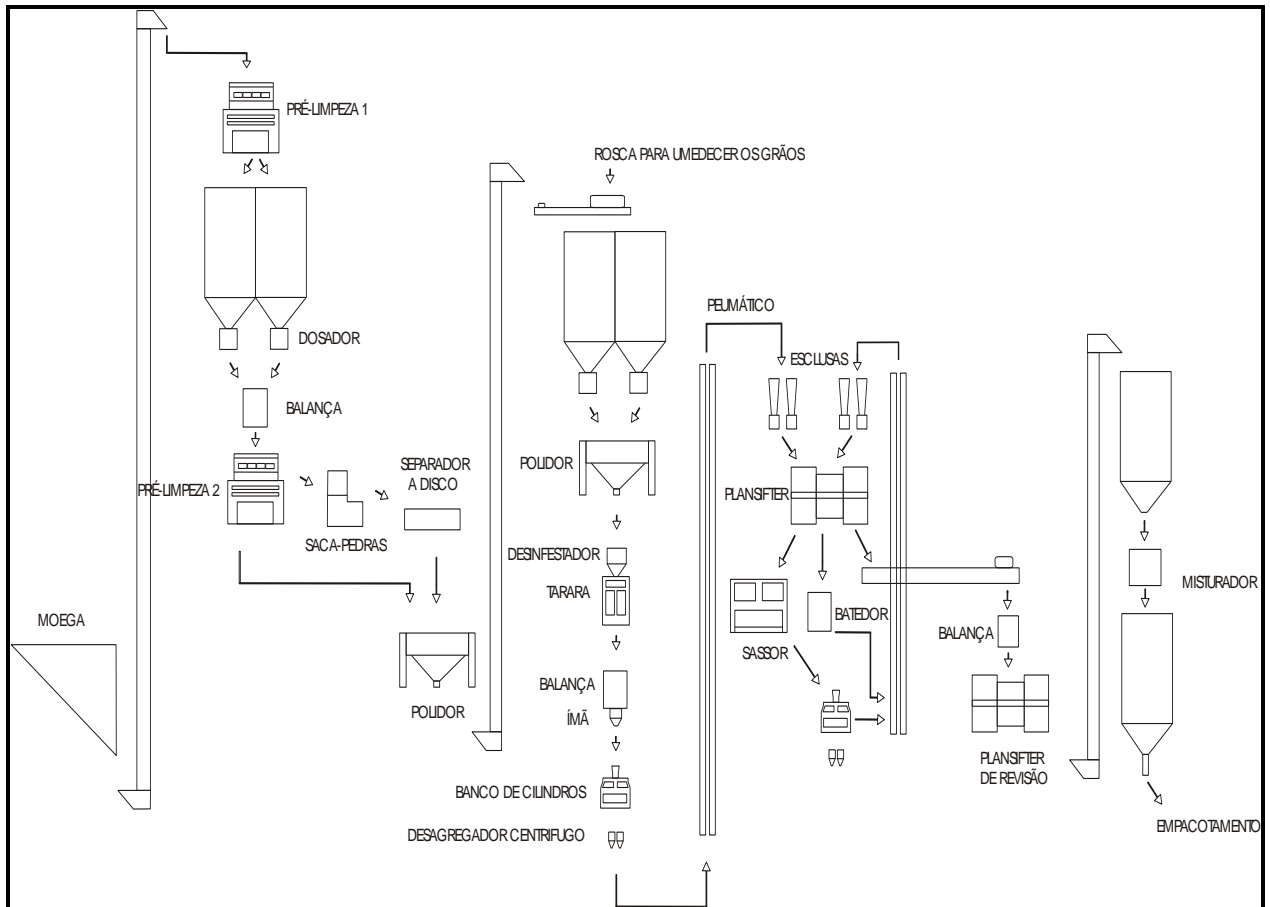 PRÉ-LIMPEZA 1
ROSCA PARA UMEDECER OS GRÃOS
DOSADOR
BALANÇA
PRÉ-LIMPEZA 2
SACA-PEDRAS
SEPARADOR
A DISCO
MOEGA
POLIDOR
POLIDOR
DESINFESTADOR
TARARA
BALANÇA
ÍMÃ
BANCO DE CILINDROS
DESAGREGADOR CENTRIFUGO
PEUMÁTICO
ESCLUSAS
PLANSIFTER
BATEDOR
SASSOR
BALANÇA
PLANSIFTER
DE REVISÃO
MISTURADOR
EMPACOTAMENTO